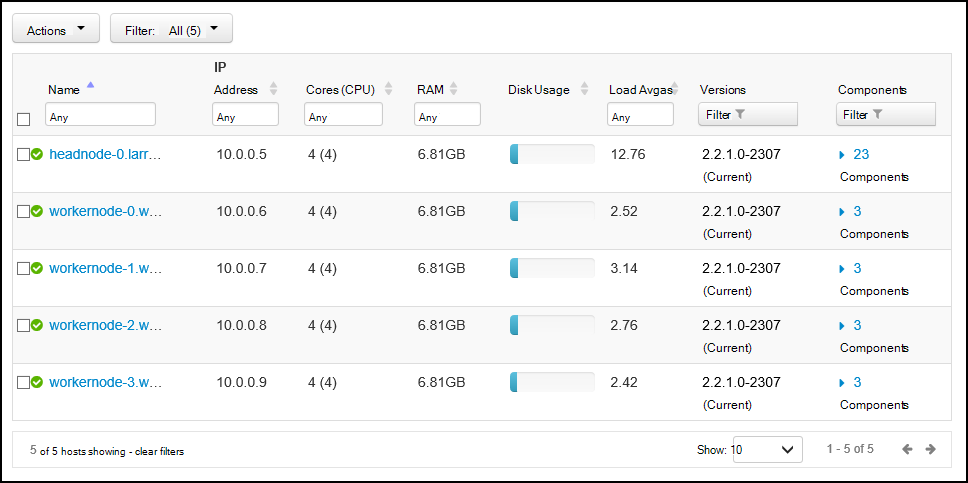 Actions Filter: All (5)
IP
Name Address Cores (CPU) RAM Disk Usage Load Avgas Versions Components
Any Any Any Any Any Filter Filter
headnode-0.larr... 10.0.0.5 4 (4) 6.81GB 12.76 2.2.1.0-2307 23
(Current) Components
workernode-0.w... 10.0.0.6 4 (4) 6.81GB 2.52 2.2.1.0-2307 3
(Current) Components
workernode-1.w... 10.0.0.7 4 (4) 6.81GB 3.14 2.2.1.0-2307 3
(Current) Components
workernode-2.w... 10.0.0.8 4 (4) 6.81GB 2.76 2.2.1.0-2307 3
(Current) Components
workernode-3.w... 10.0.0.9 4 (4) 6.81GB 2.42 2.2.1.0-2307 3
(Current) Components
5 of 5 hosts showing - clear filters Show: 10 1 - 5 of 5